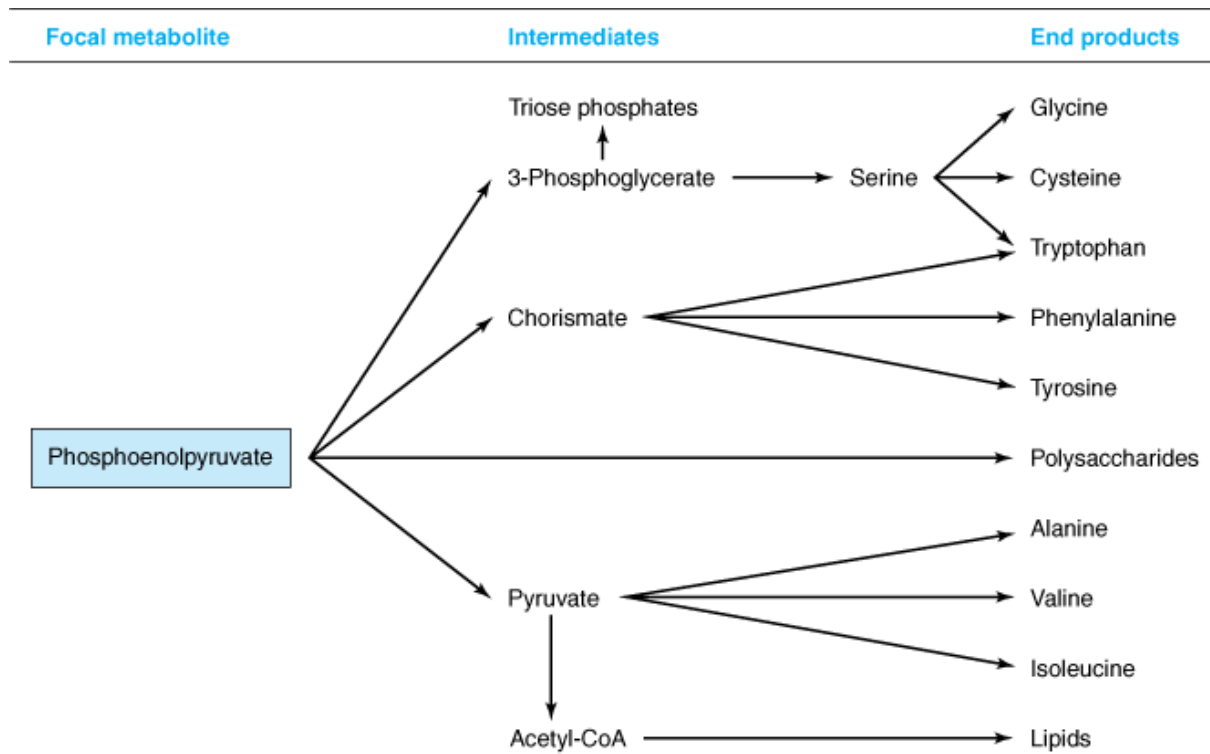 Focal metabolite Intermediates End products
Triose phosphates Glycine
3-Phosphoglycerate Serine Cysteine
Tryptophan
Chorismate Phenylalanine
Tyrosine
Phosphoenolpyruvate Polysaccharides
Alanine
Pyruvate Valine
Isoleucine
Acetyl-CoA Lipids